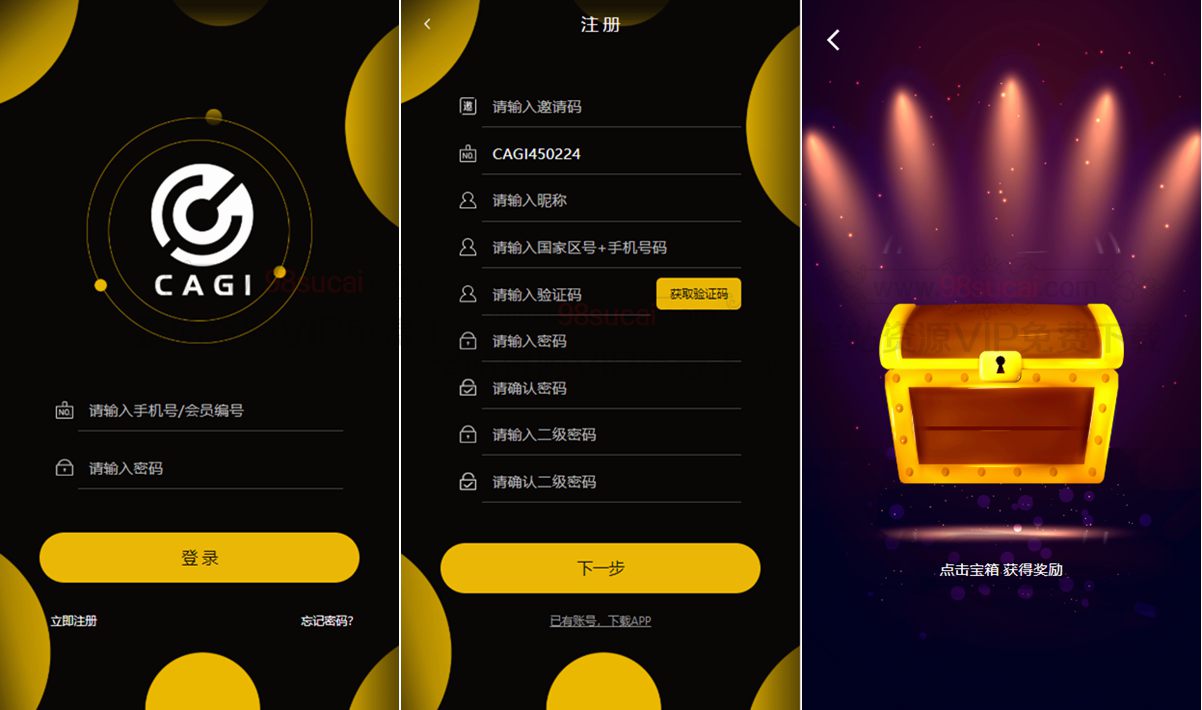 CAGI
请输入手机号/会员编号
请输入密码
登录
立即注册
忘记密码?
注册
邀
请输入邀请码
NO.
CAGI450224
请输入昵称
请输入国家区号+手机号码
请输入验证码
获取验证码
请输入密码
请确认密码
请输入二级密码
请确认二级密码
下一步
已有账号，下载APP
98sucai
98sucai
www.98sucai.com
资源VIP免费下载
点击宝箱 获得奖励